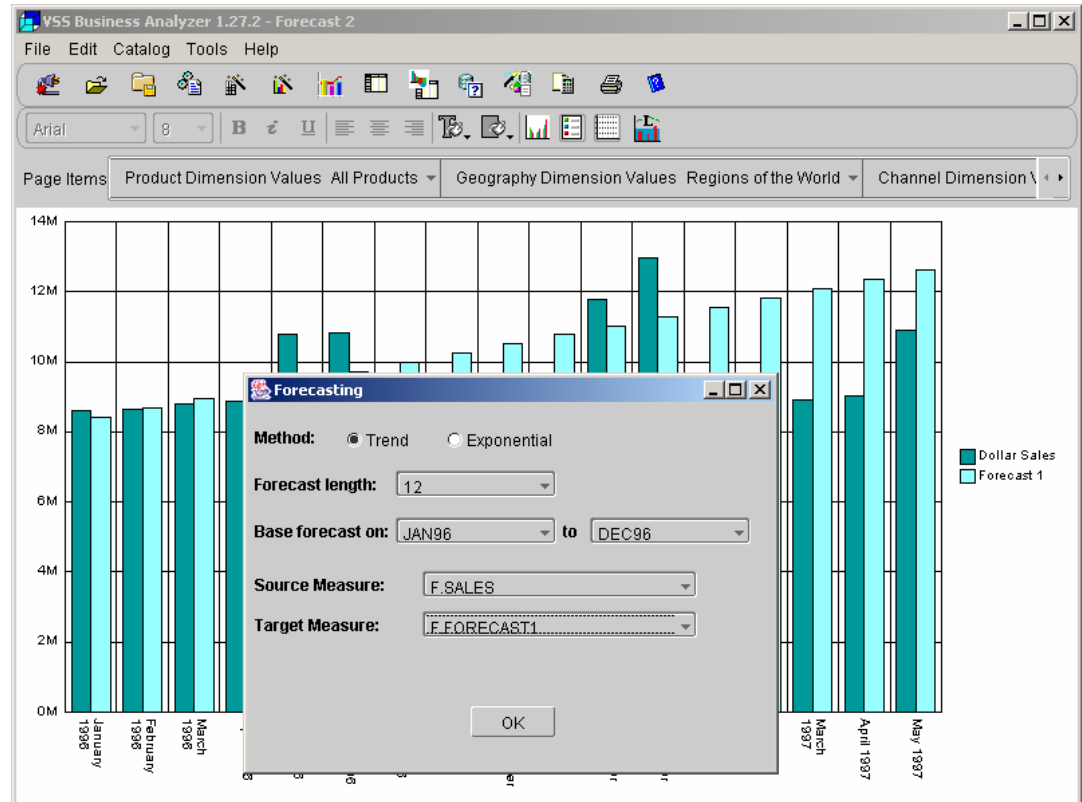 VSS Business Analyzer 1.27.2 - Forecast 2
File Edit Catalog Tools Help
Arial 8 B i U
Page Items Product Dimension Values All Products Geography Dimension Values Regions of the World Channel Dimension
14M
12M
10M
8M
6M
4M
2M
0M
Dollar Sales
Forecast 1
Forecasting
Method: Trend Exponential
Forecast length: 12
Base forecast on: JAN96 to DEC96
Source Measure: F.SALES
Target Measure: F.FORECAST1
OK
January 1996
February 1996
March 1996
March 1997
April 1997
May 1997